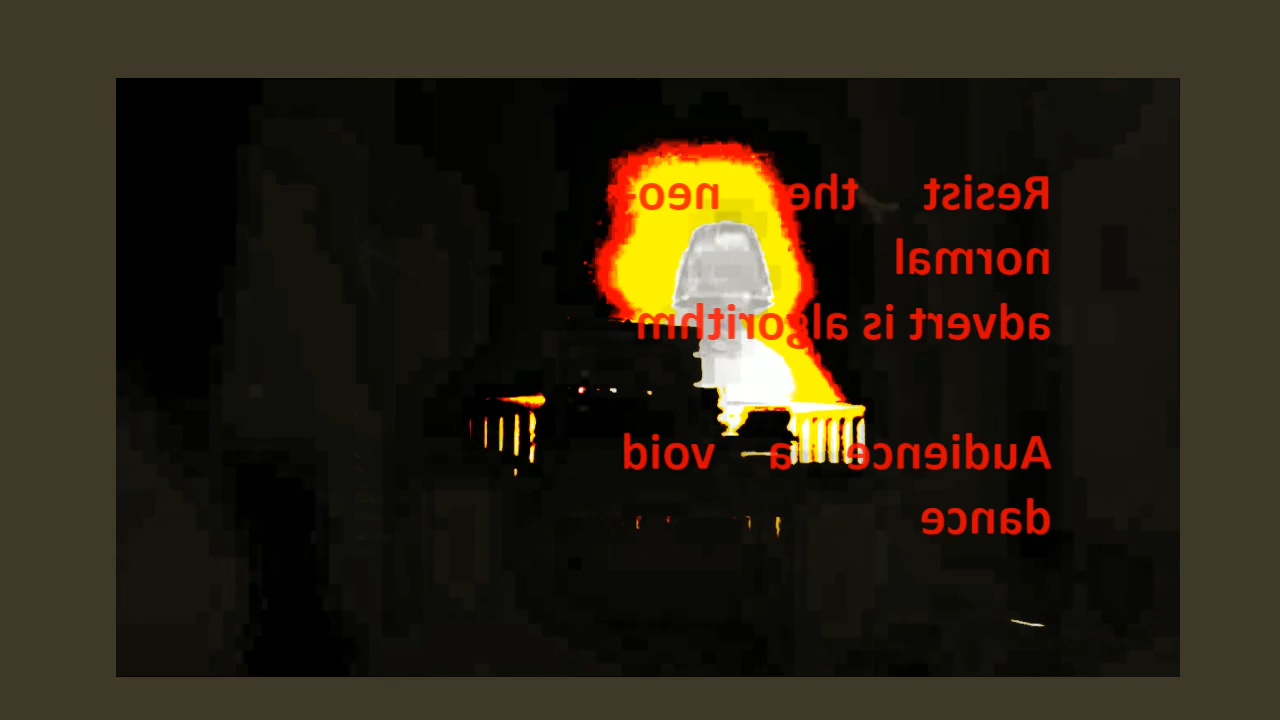 Resist the neo-
normal
advert is algorithm
Audience a void
dance